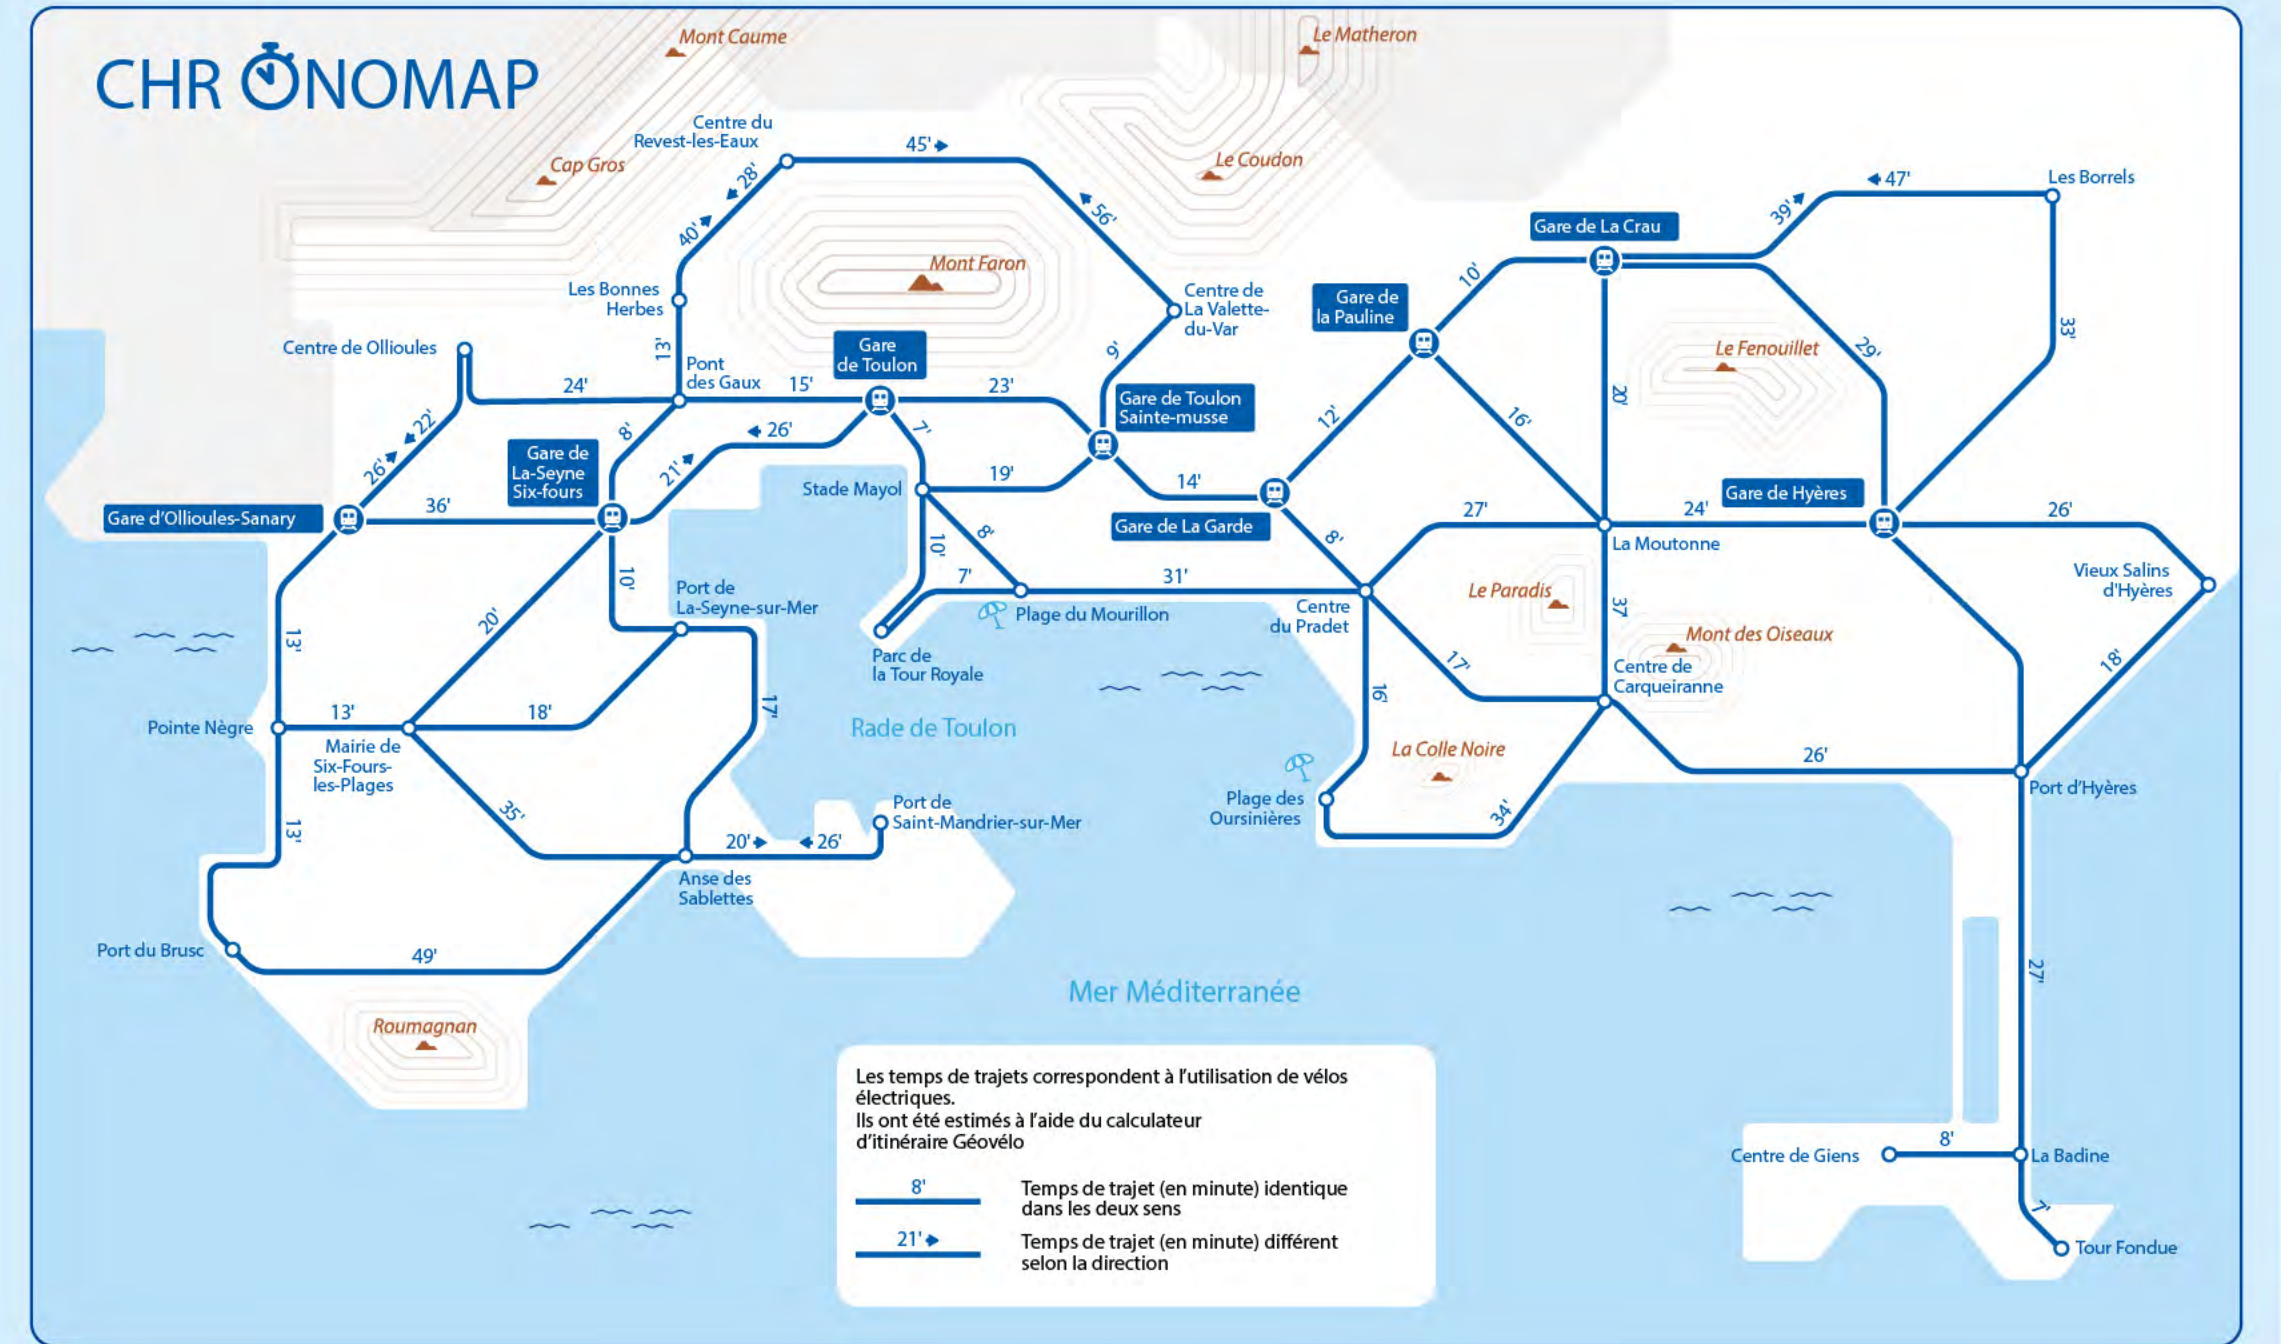 CHRONOMAP
Mont Caume
Le Matheron
Centre du
Revest-les-Eaux
45'
Cap Gros
28'
Le Coudon
40'
56'
47'
Les Borrels
39'
Gare de La Crau
Mont Faron
Les Bonnes
Herbes
Centre de
La Valette-
du-Var
Gare de
la Pauline
10'
33'
Centre de Ollioules
13'
Gare
de Toulon
9'
Le Fenouillet
29'
Pont
des Gaux
24'
15'
23'
Gare de Toulon
Sainte-musse
12'
16'
20'
22'
26'
8'
26'
7'
Gare de
La-Seyne
Six-fours
21'
19'
14'
Stade Mayol
Gare de Hyères
Gare d'Ollioules-Sanary
36'
Gare de La Garde
27'
24'
26'
La Moutonne
10'
8'
8'
10'
7'
31'
Vieux Salins
d'Hyères
Port de
La-Seyne-sur-Mer
Le Paradis
37'
20'
13'
Plage du Mourillon
Centre
du Pradet
Mont des Oiseaux
Parc de
la Tour Royale
17'
Centre de
Carqueiranne
18'
16'
17'
Pointe Nègre
13'
18'
Rade de Toulon
Mairie de
Six-Fours-
les-Plages
La Colle Noire
26'
Port d'Hyères
Plage des
Oursinières
34'
35'
13'
Port de
Saint-Mandrier-sur-Mer
20'
26'
Anse des
Sablettes
Port du Brusc
49'
27'
Mer Méditerranée
Roumagnan
Les temps de trajets correspondent à l'utilisation de vélos
électriques.
Ils ont été estimés à l'aide du calculateur
d'itinéraire Géovélo
8'
Temps de trajet (en minute) identique
dans les deux sens
21'
Temps de trajet (en minute) différent
selon la direction
Centre de Giens
8'
La Badine
7'
Tour Fondue